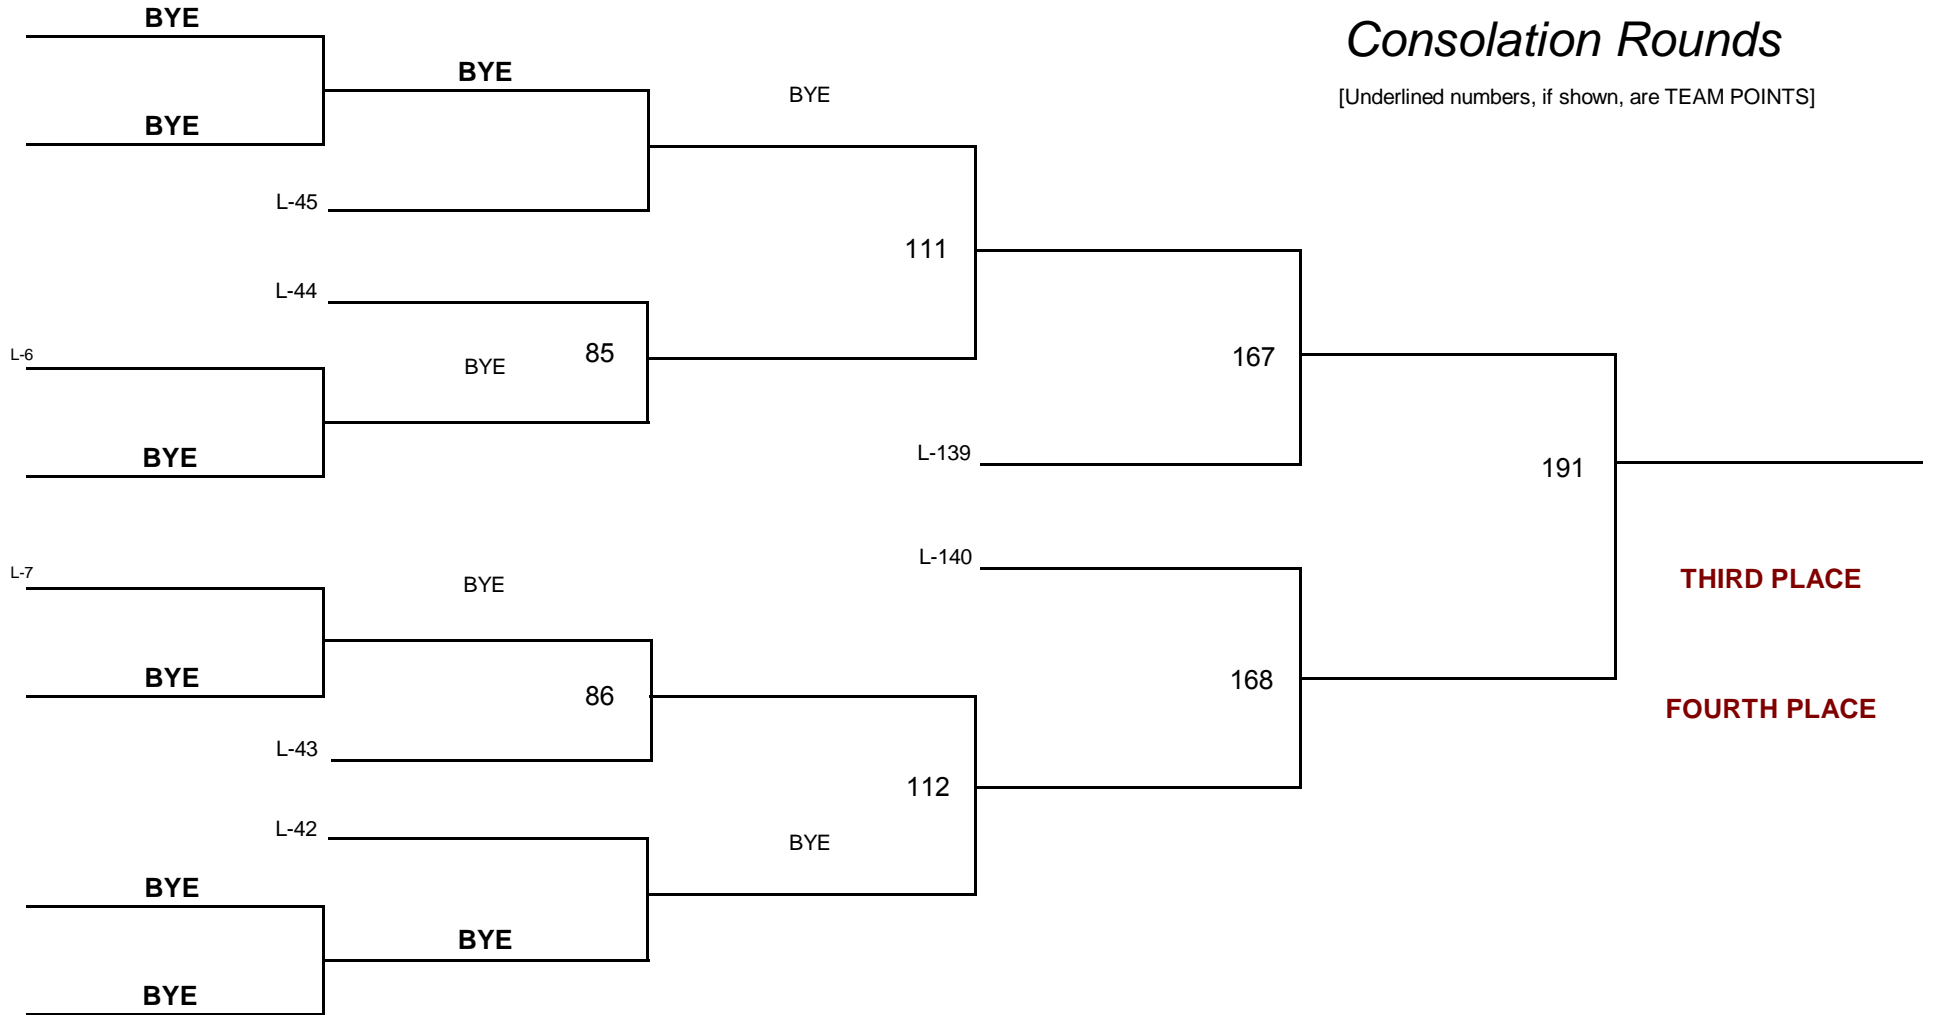 BYE
Consolation Rounds
BYE
BYE
[Underlined numbers, if shown, are TEAM POINTS]
BYE
L-45
111
L-44
L-6
BYE
85
167
BYE
L-139
191
L-140
L-7
BYE
THIRD PLACE
BYE
86
168
FOURTH PLACE
L-43
112
L-42
BYE
BYE
BYE
BYE